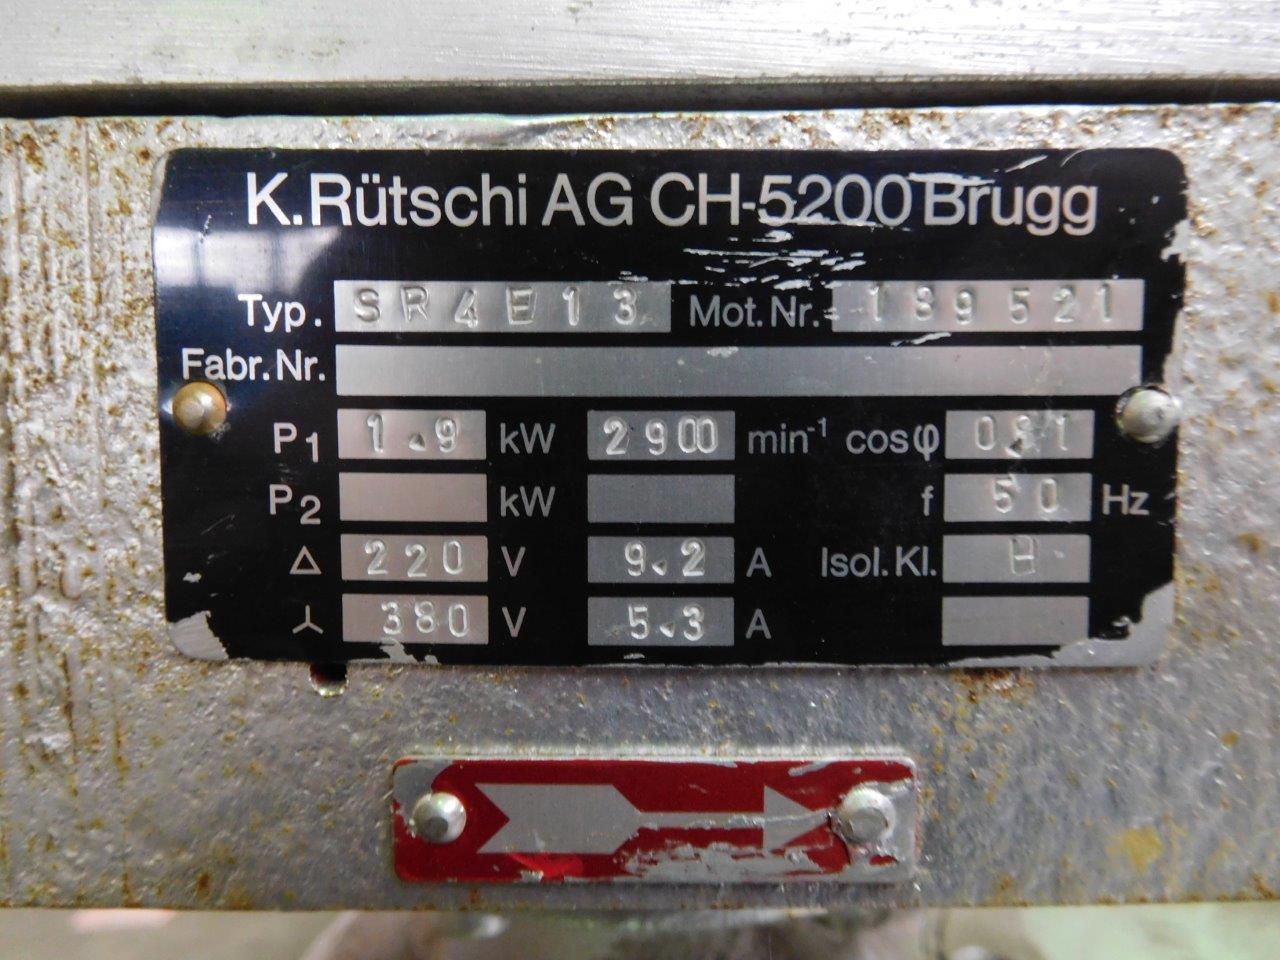 K.Rütschi AG CH-5200 Brugg
Typ. SR4E13 Mot.Nr. 189521
Fabr.Nr.
P1 1.9 kW 2900 min-1 cosφ 0.81
P2 kW f 50 Hz
△ 220 V 9.2 A Isol.Kl. H
⅄ 380 V 5.3 A